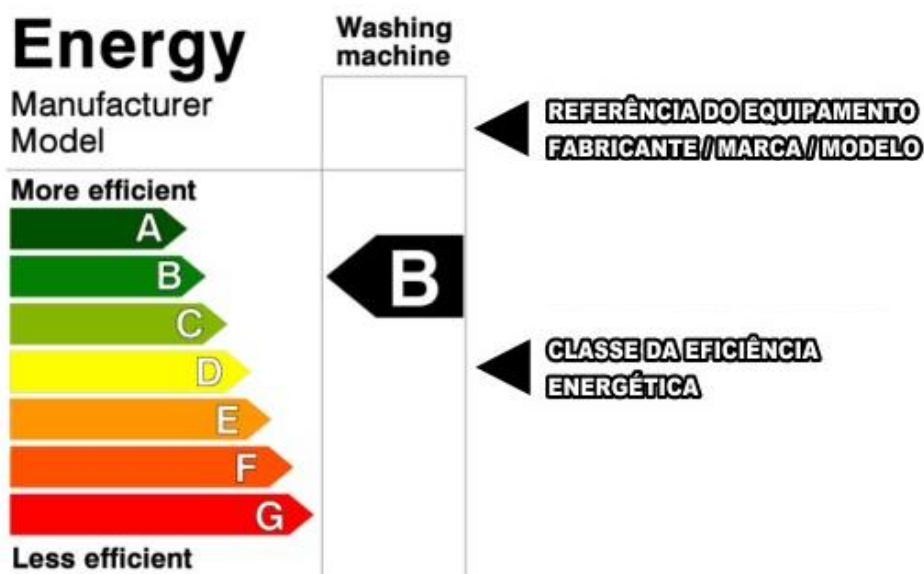 Energy
Manufacturer
Model
Washing
machine
REFERÊNCIA DO EQUIPAMENTO
FABRICANTE / MARCA / MODELO
More efficient
A
B
C
D
E
F
G
Less efficient
B
CLASSE DA EFICIÊNCIA
ENERGÉTICA